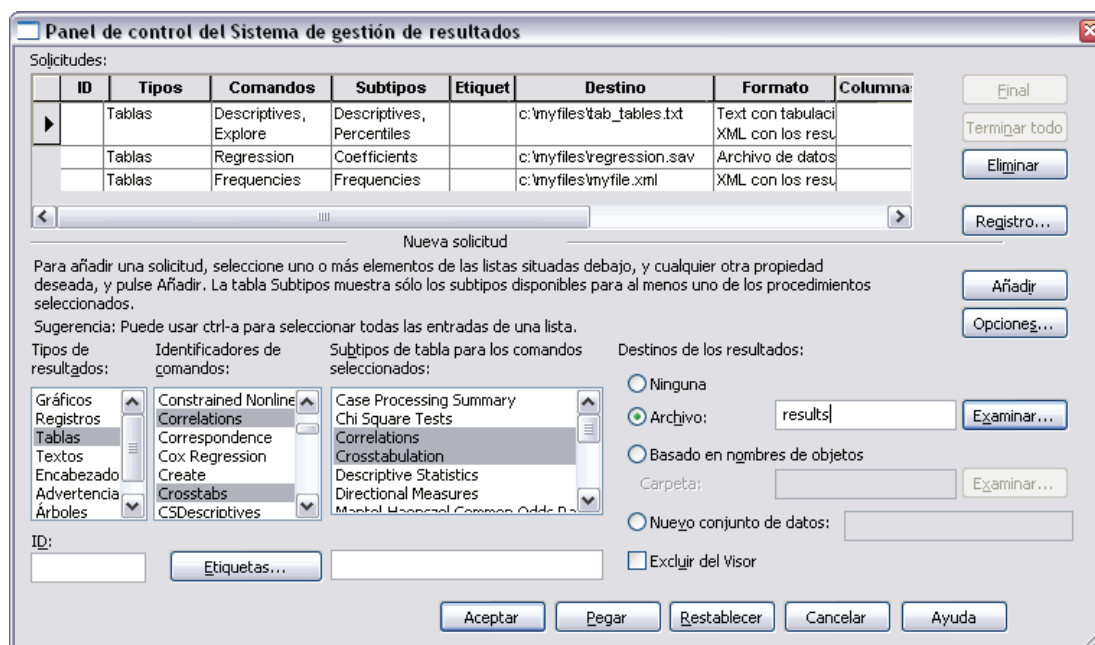 Panel de control del Sistema de gestión de resultados
Solicitudes:
ID Tipos Comandos Subtipos Etiquet Destino Formato Columna
Tablas Descriptives, Descriptives, c:\myfiles\tab_tables.txt Text con tabulaci
Explore Percentiles XML con los resu
Tablas Regression Coefficients c:\myfiles\regression.sav Archivo de datos
Tablas Frequencies Frequencies c:\myfiles\myfile.xml XML con los resu
Final
Terminar todo
Eliminar
Registro...
Nueva solicitud
Para añadir una solicitud, seleccione uno o más elementos de las listas situadas debajo, y cualquier otra propiedad
deseada, y pulse Añadir. La tabla Subtipos muestra sólo los subtipos disponibles para al menos uno de los procedimientos
seleccionados.
Sugerencia: Puede usar ctrl-a para seleccionar todas las entradas de una lista.
Añadir
Opciones...
Tipos de
resultados:
Gráficos
Registros
Tablas
Textos
Encabezado
Advertencia
Árboles
Identificadores de
comandos:
Constrained Nonline
Correlations
Correspondence
Cox Regression
Create
Crosstabs
CSDescriptives
Subtipos de tabla para los comandos
seleccionados:
Case Processing Summary
Chi Square Tests
Correlations
Crosstabulation
Descriptive Statistics
Directional Measures
Mantel-Haenszel Common Odds Ra
Destinos de los resultados:
Ninguna
Archivo: results Examinar...
Basado en nombres de objetos
Carpeta: Examinar...
Nuevo conjunto de datos:
Excluir del Visor
ID:
Etiquetas...
Aceptar Pegar Restablecer Cancelar Ayuda